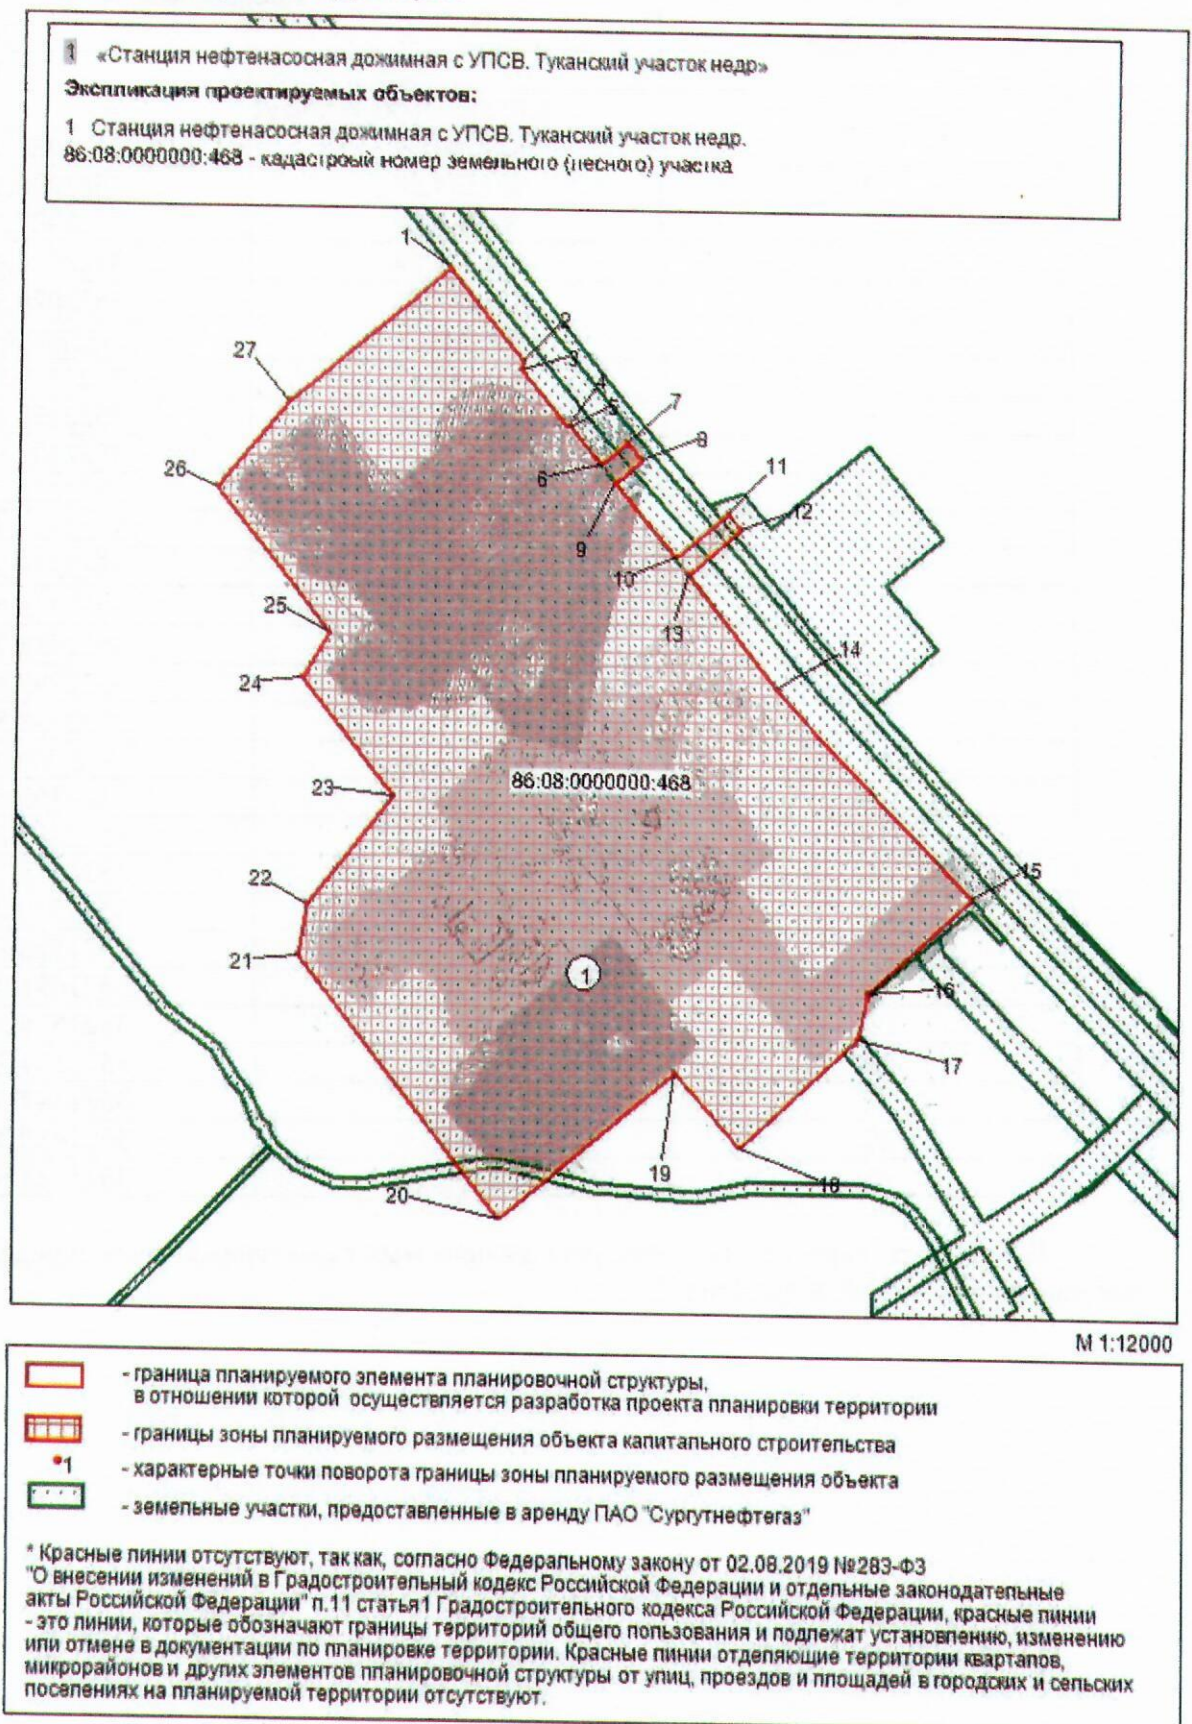 1 «Станция нефтенасосная дожимная с УПСВ. Туканский участок недр»
Экспликация проектируемых объектов:
1 Станция нефтенасосная дожимная с УПСВ. Туканский участок недр.
86:08:0000000:468 - кадастроый номер земельного (лесного) участка
1
2
3
4
5
27
7
8
26
6
11
12
9
10
25
13
14
24
86:08:0000000:468
23
22
15
21
1
16
17
19
18
20
М 1:12000
- граница планируемого элемента планировочной структуры,
в отношении которой осуществляется разработка проекта планировки территории
- границы зоны планируемого размещения объекта капитального строительства
•1 - характерные точки поворота границы зоны планируемого размещения объекта
- земельные участки, предоставленные в аренду ПАО "Сургутнефтегаз"
* Красные линии отсутствуют, так как, согласно Федеральному закону от 02.08.2019 №283-ФЗ
"О внесении изменений в Градостроительный кодекс Российской Федерации и отдельные законодательные
акты Российской Федерации" п.11 статья1 Градостроительного кодекса Российской Федерации, красные линии
- это линии, которые обозначают границы территорий общего пользования и подлежат установлению, изменению
или отмене в документации по планировке территории. Красные линии отделяющие территории кварталов,
микрорайонов и других элементов планировочной структуры от улиц, проездов и площадей в городских и сельских
поселениях на планируемой территории отсутствуют.